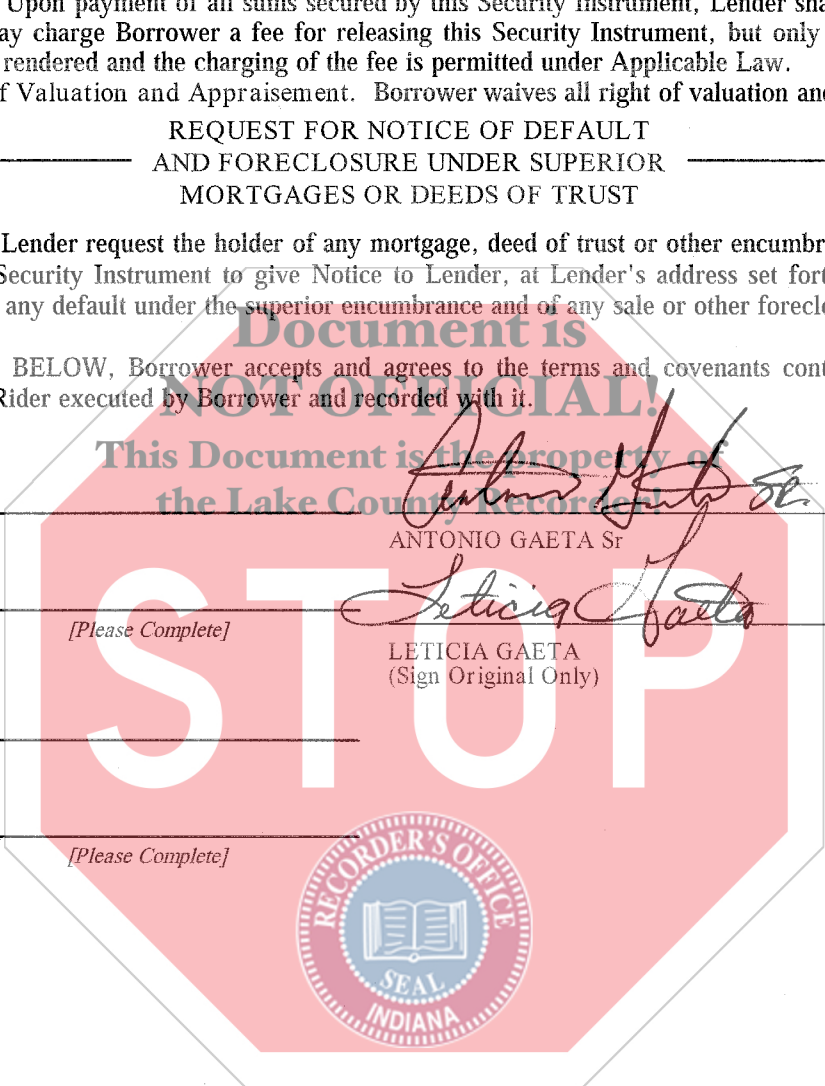 Upon payment of all sums secured by this Security Instrument, Lender sha
ay charge Borrower a fee for releasing this Security Instrument, but only
rendered and the charging of the fee is permitted under Applicable Law.
f Valuation and Appraisement. Borrower waives all right of valuation an
REQUEST FOR NOTICE OF DEFAULT
AND FORECLOSURE UNDER SUPERIOR
MORTGAGES OR DEEDS OF TRUST
Lender request the holder of any mortgage, deed of trust or other encumbr
Security Instrument to give Notice to Lender, at Lender's address set fort
any default under the superior encumbrance and of any sale or other forecl
Document is
BELOW, Borrower accepts and agrees to the terms and covenants cont
NOT OFFICIAL!
Rider executed by Borrower and recorded with it.
This Document is the property of
the Lake County Recorder!
Antonio Gaeta Sr.
ANTONIO GAETA Sr
Leticia Gaeta
[Please Complete]
LETICIA GAETA
(Sign Original Only)
STOP
[Please Complete]
RECORDER'S OFFICE
SEAL
INDIANA